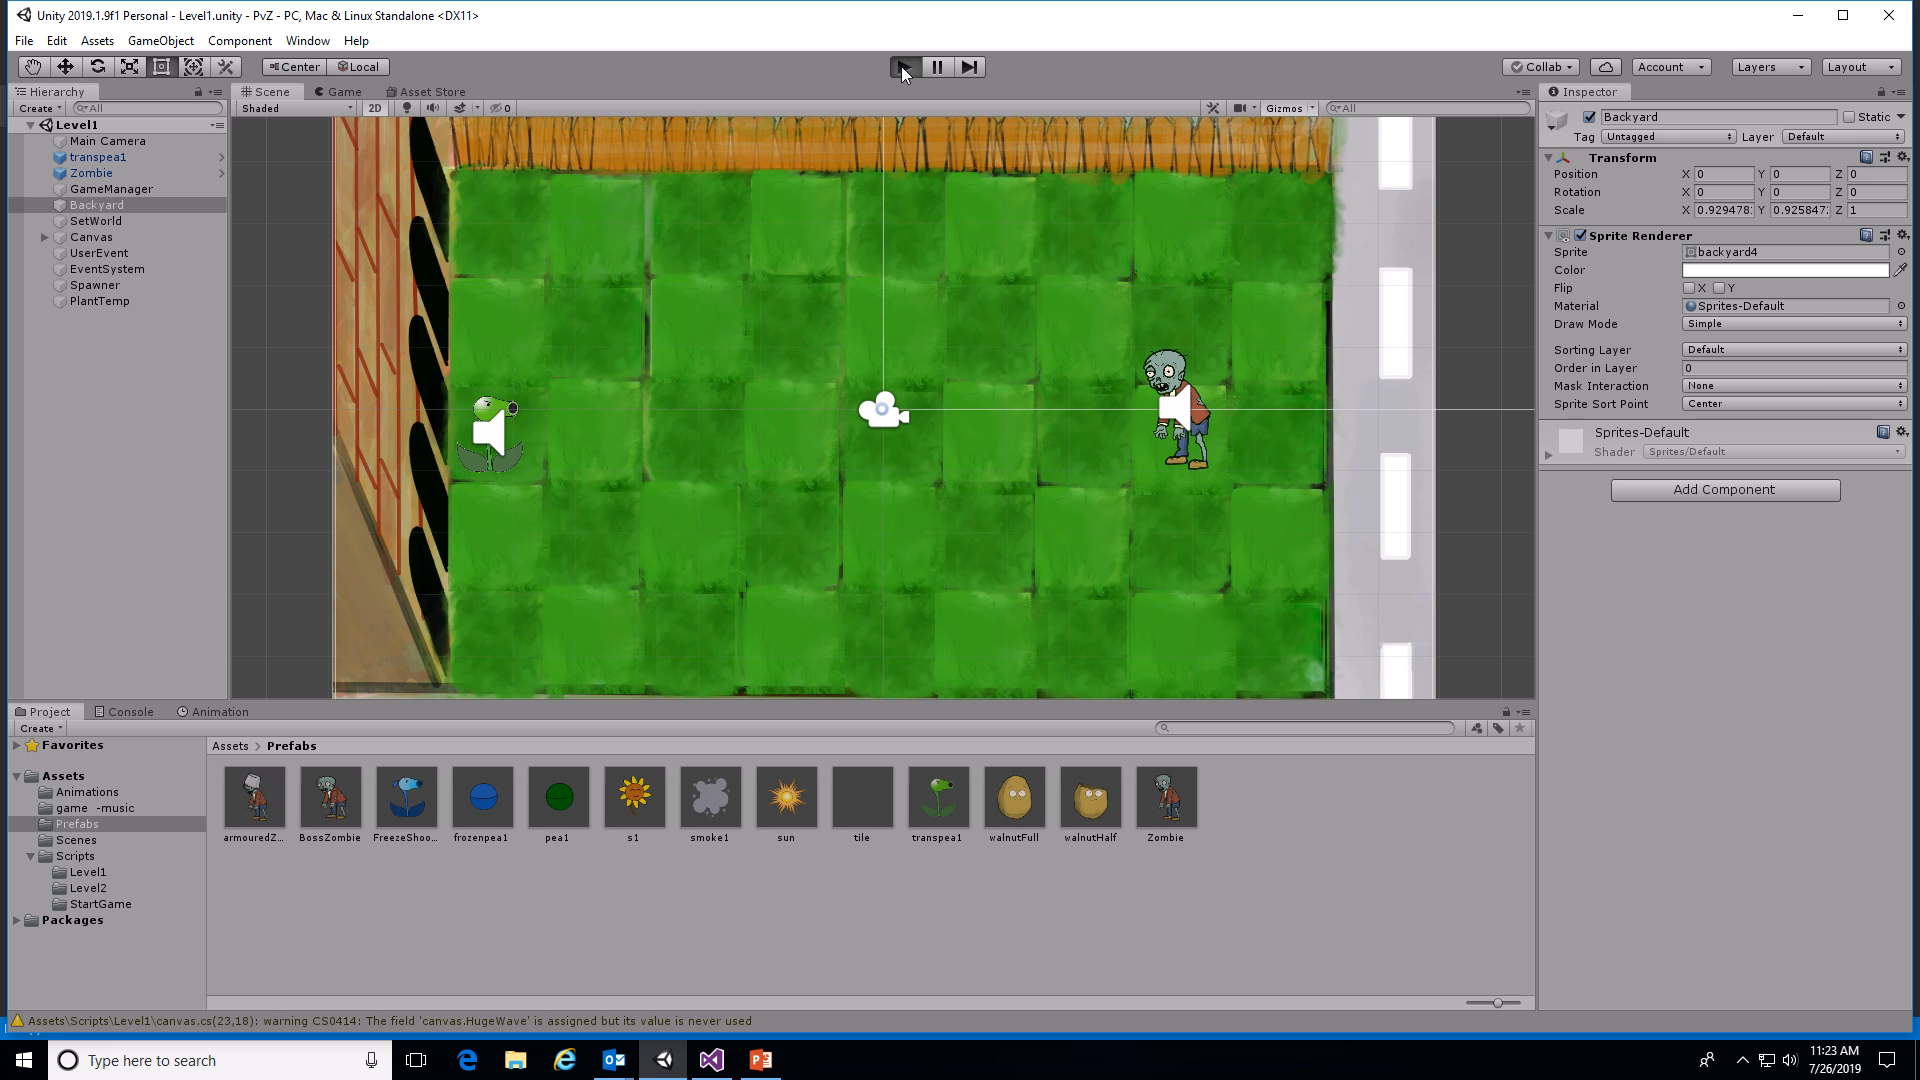 Unity 2019.1.9f1 Personal - Level1.unity - PvZ - PC, Mac & Linux Standalone <DX11>
File Edit Assets GameObject Component Window Help
Center Local Collab Account Layers Layout
Hierarchy Scene Game Asset Store Inspector
Create All Shaded 2D 0 Gizmos All
Level1
Main Camera
transpea1
Zombie
GameManager
Backyard
SetWorld
Canvas
UserEvent
EventSystem
Spawner
PlantTemp
Backyard Static
Tag Untagged Layer Default
Transform
Position X 0 Y 0 Z 0
Rotation X 0 Y 0 Z 0
Scale X 0.929478 Y 0.925847 Z 1
Sprite Renderer
Sprite backyard4
Color
Flip X Y
Material Sprites-Default
Draw Mode Simple
Sorting Layer Default
Order in Layer 0
Mask Interaction None
Sprite Sort Point Center
Sprites-Default
Shader Sprites/Default
Add Component
Project Console Animation
Create
Favorites
Assets
Animations
game -music
Prefabs
Scenes
Scripts
Level1
Level2
StartGame
Packages
Assets > Prefabs
armouredZ... BossZombie FreezeShoo... frozenpea1 pea1 s1 smoke1 sun tile transpea1 walnutFull walnutHalf Zombie
Assets\Scripts\Level1\canvas.cs(23,18): warning CS0414: The field 'canvas.HugeWave' is assigned but its value is never used
Type here to search
11:23 AM
7/26/2019